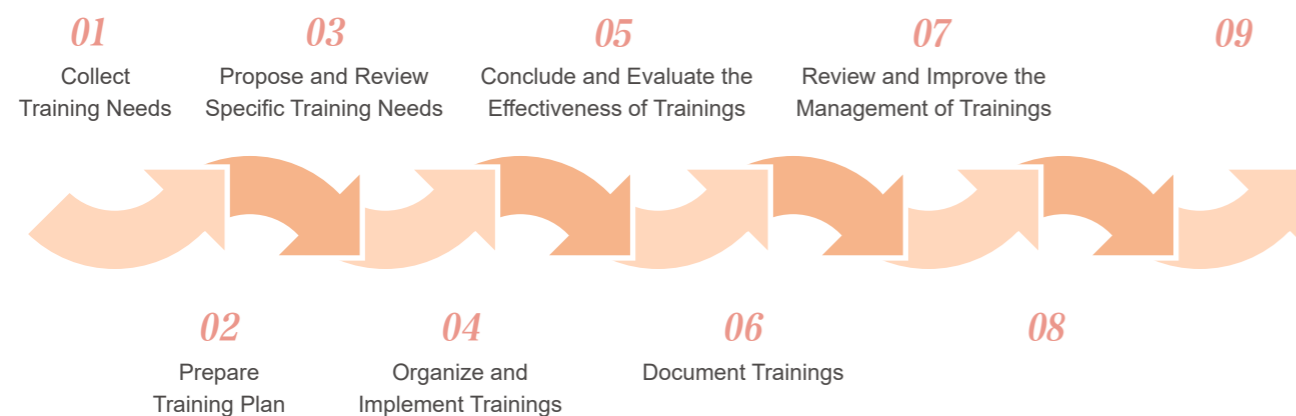 01
Collect
Training Needs
03
Propose and Review
Specific Training Needs
05
Conclude and Evaluate the
Effectiveness of Trainings
07
Review and Improve the
Management of Trainings
09
02
Prepare
Training Plan
04
Organize and
Implement Trainings
06
Document Trainings
08